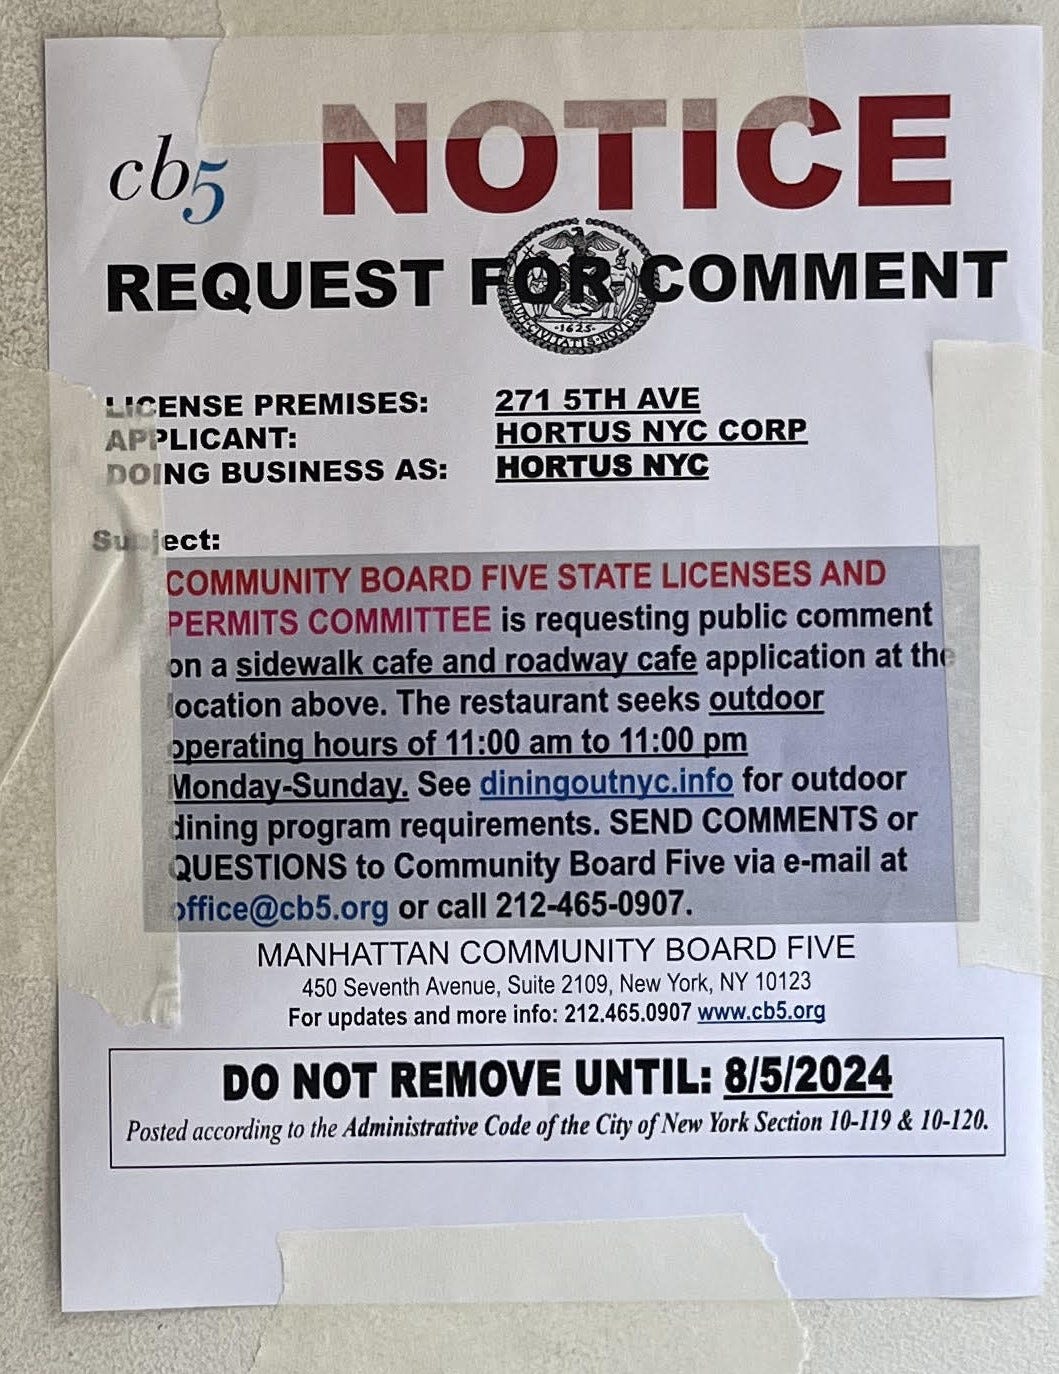 cb5
NOTICE
REQUEST FOR COMMENT
·1625·
LICENSE PREMISES: 271 5TH AVE
APPLICANT: HORTUS NYC CORP
DOING BUSINESS AS: HORTUS NYC
Subject:
COMMUNITY BOARD FIVE STATE LICENSES AND
PERMITS COMMITTEE is requesting public comment
on a sidewalk cafe and roadway cafe application at the
location above. The restaurant seeks outdoor
operating hours of 11:00 am to 11:00 pm
Monday-Sunday. See diningoutnyc.info for outdoor
dining program requirements. SEND COMMENTS or
QUESTIONS to Community Board Five via e-mail at
office@cb5.org or call 212-465-0907.
MANHATTAN COMMUNITY BOARD FIVE
450 Seventh Avenue, Suite 2109, New York, NY 10123
For updates and more info: 212.465.0907 www.cb5.org
DO NOT REMOVE UNTIL: 8/5/2024
Posted according to the Administrative Code of the City of New York Section 10-119 & 10-120.